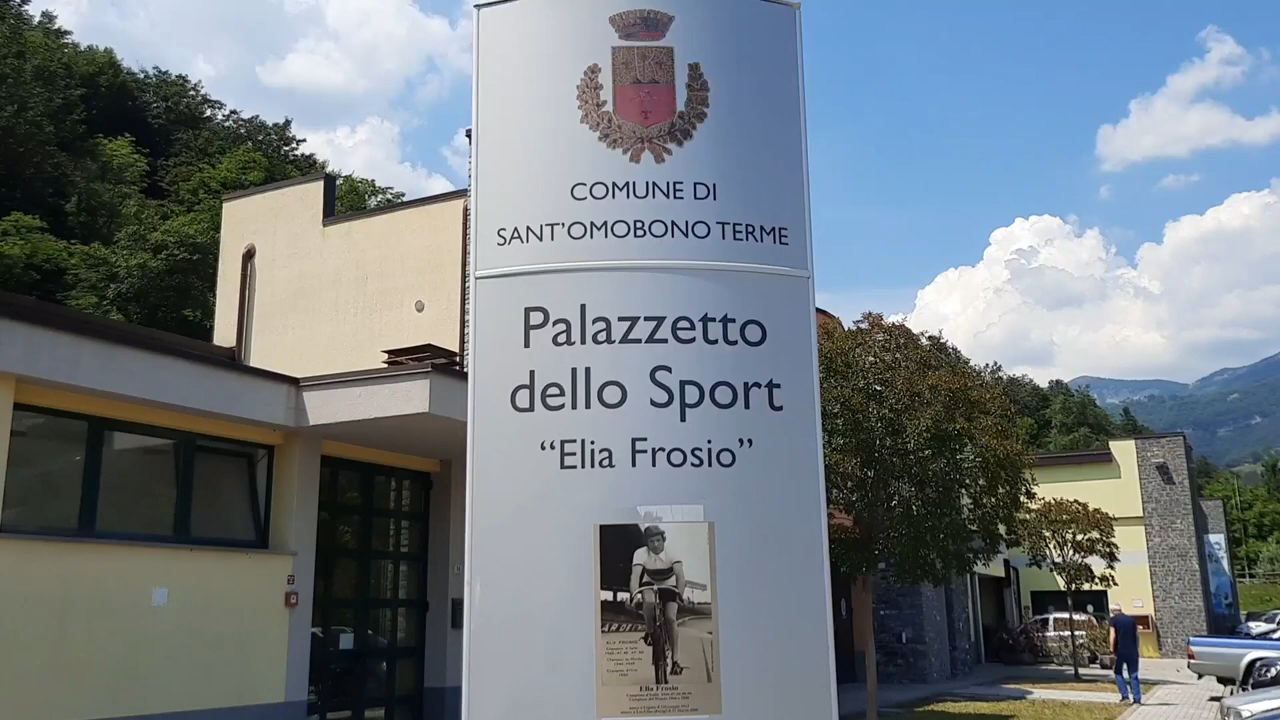 COMUNE DI
SANT'OMOBONO TERME
Palazzetto
dello Sport
“Elia Frosio”
Elia Frosio